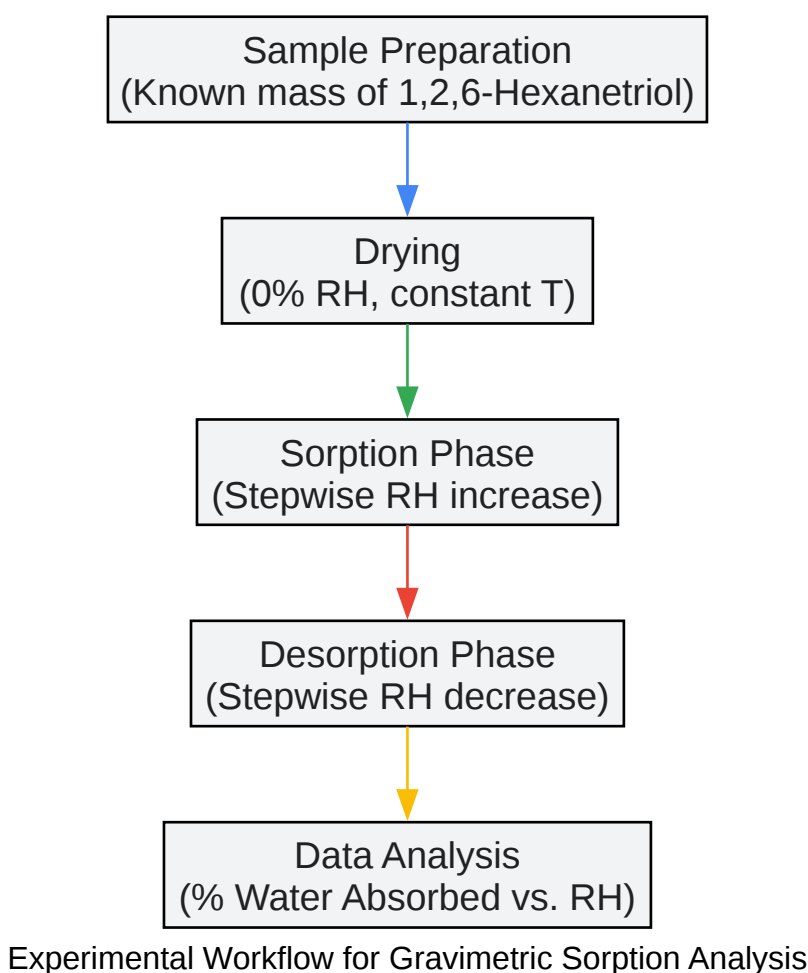 Sample Preparation
(Known mass of 1,2,6-Hexanetriol)
Drying
(0% RH, constant T)
Sorption Phase
(Stepwise RH increase)
Desorption Phase
(Stepwise RH decrease)
Data Analysis
(% Water Absorbed vs. RH)
Experimental Workflow for Gravimetric Sorption Analysis